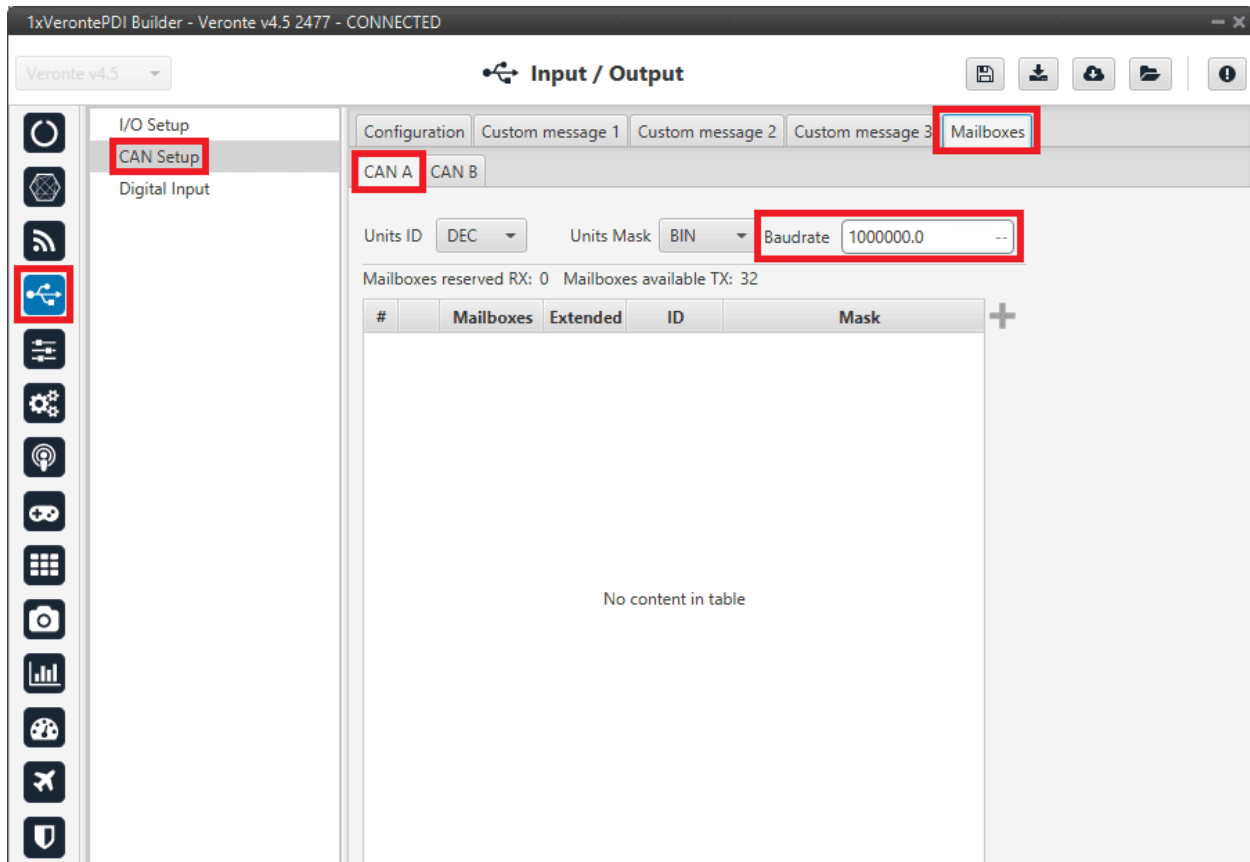 1xVerontePDI Builder - Veronte v4.5 2477 - CONNECTED
Veronte v4.5
Input / Output
I/O Setup
CAN Setup
Digital Input
Configuration Custom message 1 Custom message 2 Custom message 3 Mailboxes
CAN A CAN B
Units ID DEC Units Mask BIN Baudrate 1000000.0 --
Mailboxes reserved RX: 0 Mailboxes available TX: 32
# Mailboxes Extended ID Mask
No content in table